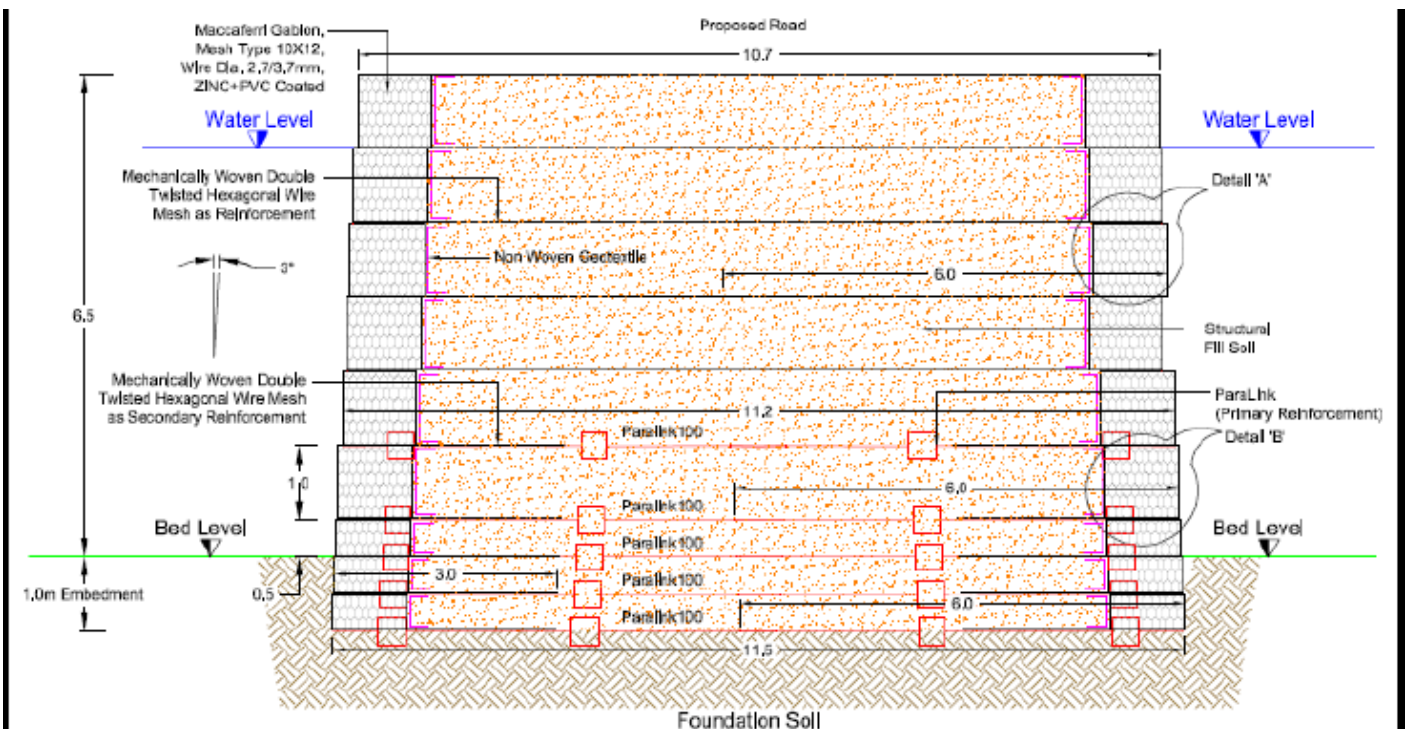 Proposed Road
10.7
Maccaferri Gabion,
Mesh Type 10X12,
Wire Dia. 2.7/3.7mm,
ZINC+PVC Coated
Water Level
Water Level
Mechanically Woven Double
Twisted Hexagonal Wire
Mesh as Reinforcement
Detail 'A'
Non Woven Geotextile
6.0
3°
6.5
Structural
Fill Soil
Mechanically Woven Double
Twisted Hexagonal Wire Mesh
as Secondary Reinforcement
11.2
ParaLink
(Primary Reinforcement)
Paralink100
Detail 'B'
1.0
6.0
Paralink100
Bed Level
Bed Level
Paralink100
3.0
Paralink100
1.0m Embedment
0.5
6.0
Paralink100
11.5
Foundation Soil